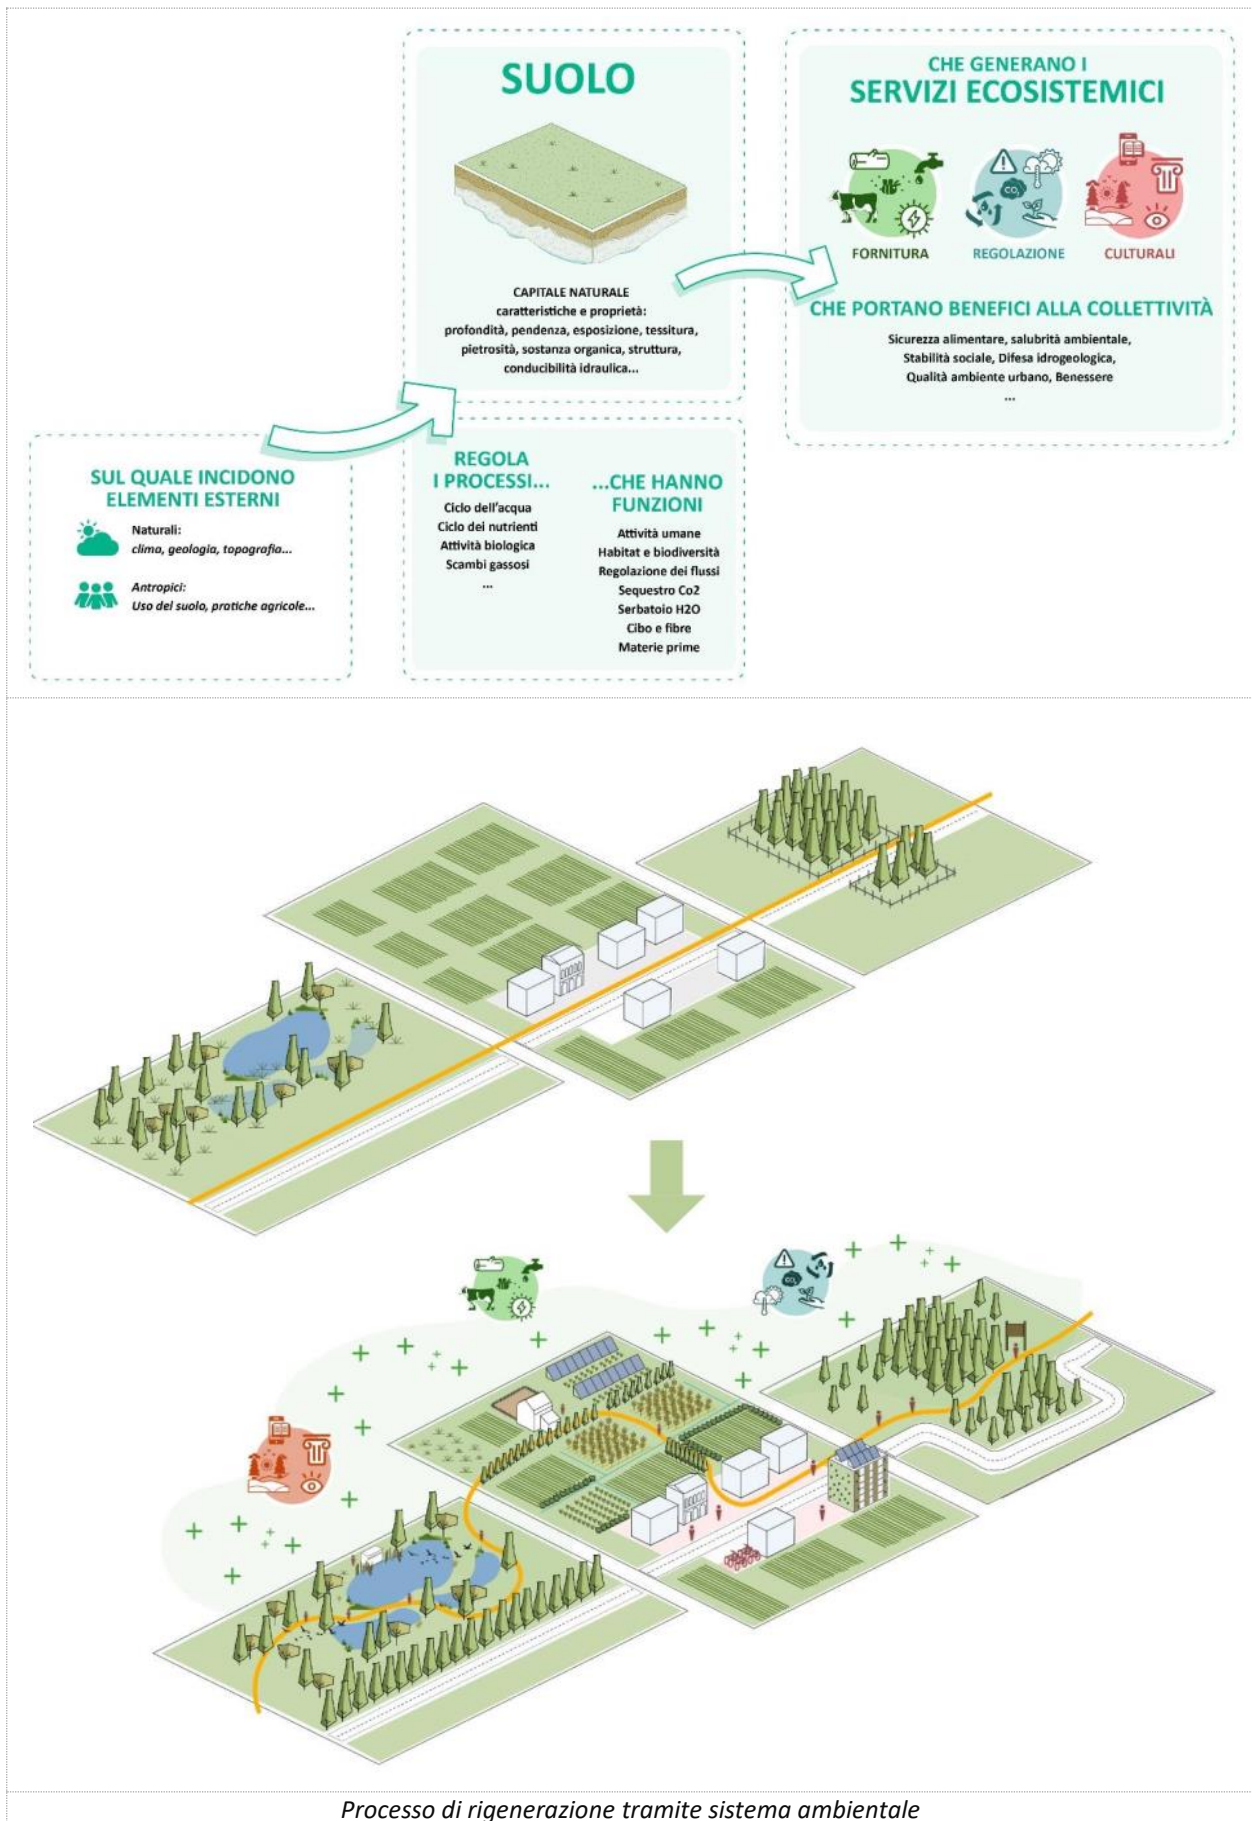 SUOLO
CAPITALE NATURALE
caratteristiche e proprietà:
profondità, pendenza, esposizione, tessitura,
pietrosità, sostanza organica, struttura,
conducibilità idraulica...
CHE GENERANO I
SERVIZI ECOSISTEMICI
CO₂
FORNITURA
REGOLAZIONE
CULTURALI
CHE PORTANO BENEFICI ALLA COLLETTIVITÀ
Sicurezza alimentare, salubrità ambientale,
Stabilità sociale, Difesa idrogeologica,
Qualità ambiente urbano, Benessere
...
SUL QUALE INCIDONO
ELEMENTI ESTERNI
Naturali:
clima, geologia, topografia...
Antropici:
Uso del suolo, pratiche agricole...
REGOLA
I PROCESSI...
Ciclo dell'acqua
Ciclo dei nutrienti
Attività biologica
Scambi gassosi
...
...CHE HANNO
FUNZIONI
Attività umane
Habitat e biodiversità
Regolazione dei flussi
Sequestro Co2
Serbatoio H2O
Cibo e fibre
Materie prime
CO₂
Processo di rigenerazione tramite sistema ambientale